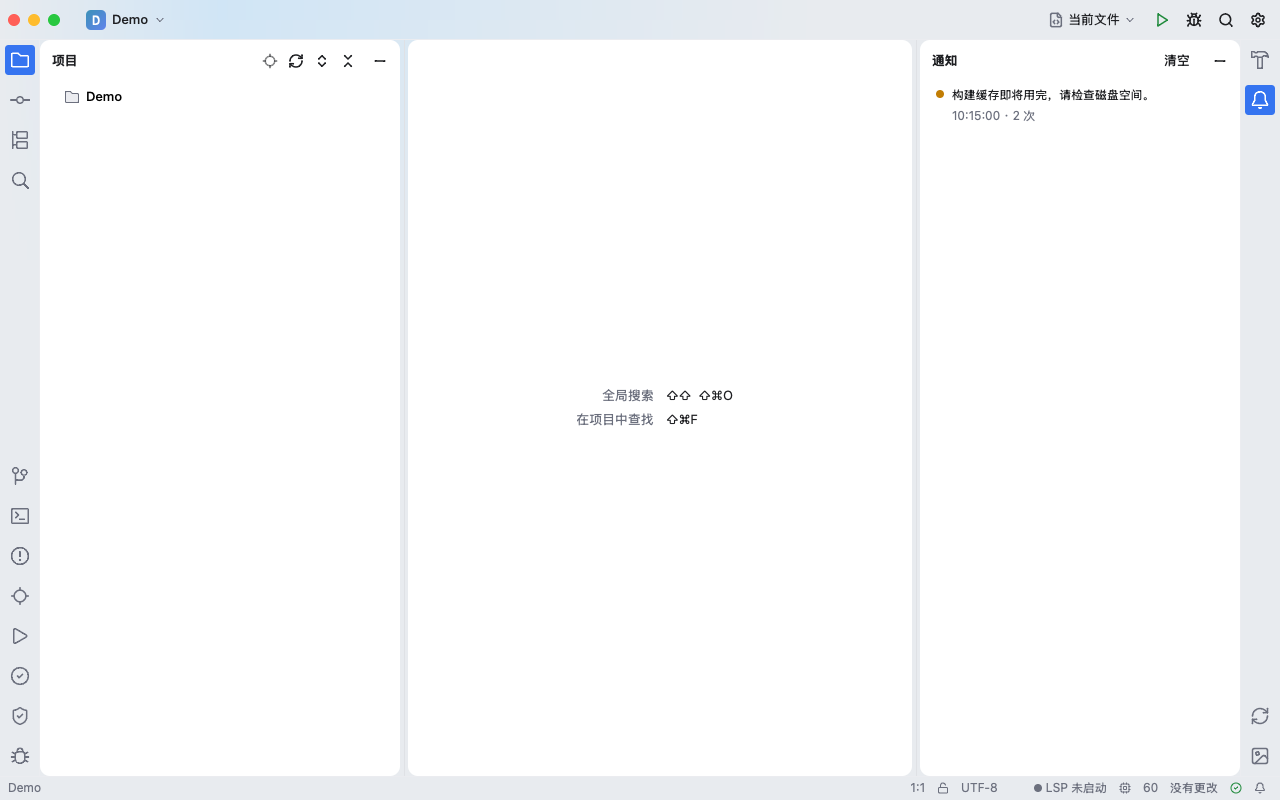 D Demo
当前文件
项目
Demo
全局搜索 ⇧⇧ ⇧⌘O
在项目中查找 ⇧⌘F
通知 清空
构建缓存即将用完，请检查磁盘空间。
10:15:00 · 2 次
Demo
1:1 UTF-8 LSP 未启动 60 没有更改